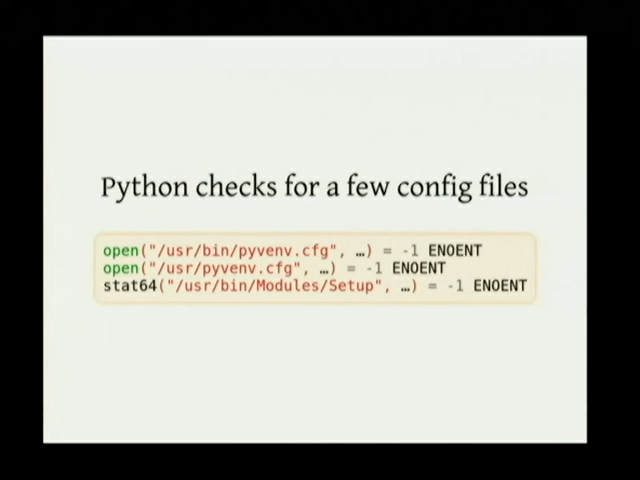 Python checks for a few config files
open("/usr/bin/pyvenv.cfg", …) = -1 ENOENT
open("/usr/pyvenv.cfg", …) = -1 ENOENT
stat64("/usr/bin/Modules/Setup", …) = -1 ENOENT